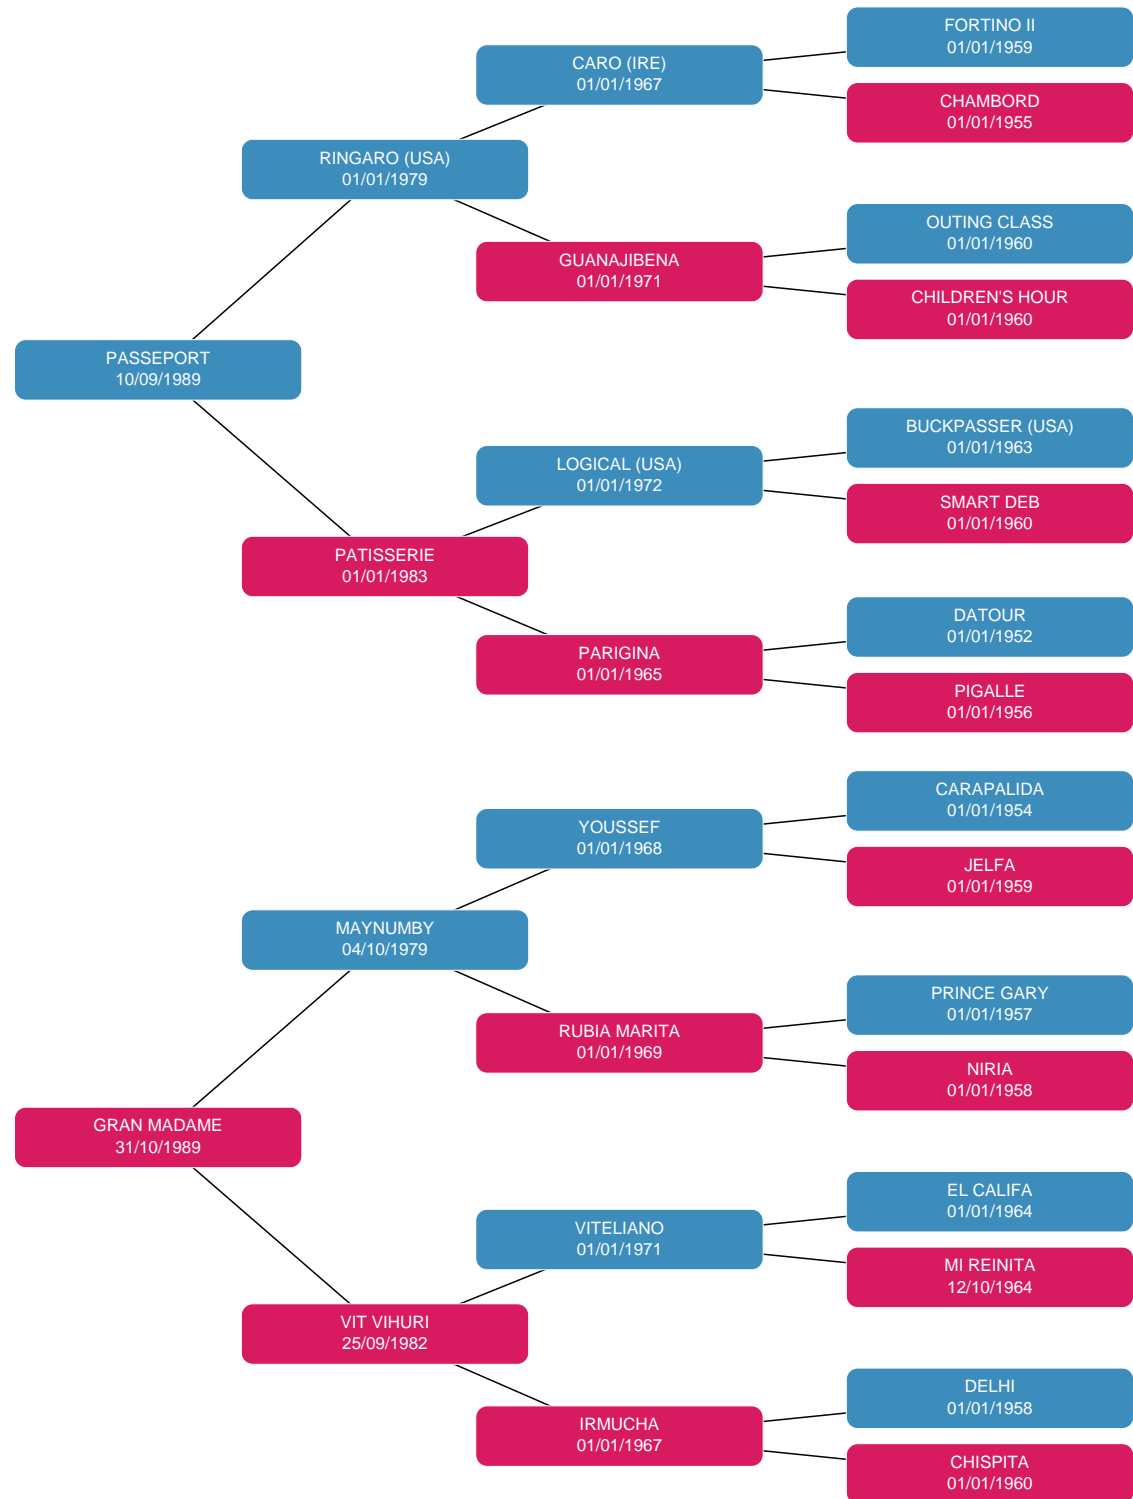 FORTINO II
01/01/1959
CARO (IRE)
01/01/1967
CHAMBORD
01/01/1955
RINGARO (USA)
01/01/1979
OUTING CLASS
01/01/1960
GUANAJIBENA
01/01/1971
CHILDREN'S HOUR
01/01/1960
PASSEPORT
10/09/1989
BUCKPASSER (USA)
01/01/1963
LOGICAL (USA)
01/01/1972
SMART DEB
01/01/1960
PATISSERIE
01/01/1983
DATOUR
01/01/1952
PARIGINA
01/01/1965
PIGALLE
01/01/1956
CARAPALIDA
01/01/1954
YOUSSEF
01/01/1968
JELFA
01/01/1959
MAYNUMBY
04/10/1979
PRINCE GARY
01/01/1957
RUBIA MARITA
01/01/1969
NIRIA
01/01/1958
GRAN MADAME
31/10/1989
EL CALIFA
01/01/1964
VITELIANO
01/01/1971
MI REINITA
12/10/1964
VIT VIHURI
25/09/1982
DELHI
01/01/1958
IRMUCHA
01/01/1967
CHISPITA
01/01/1960